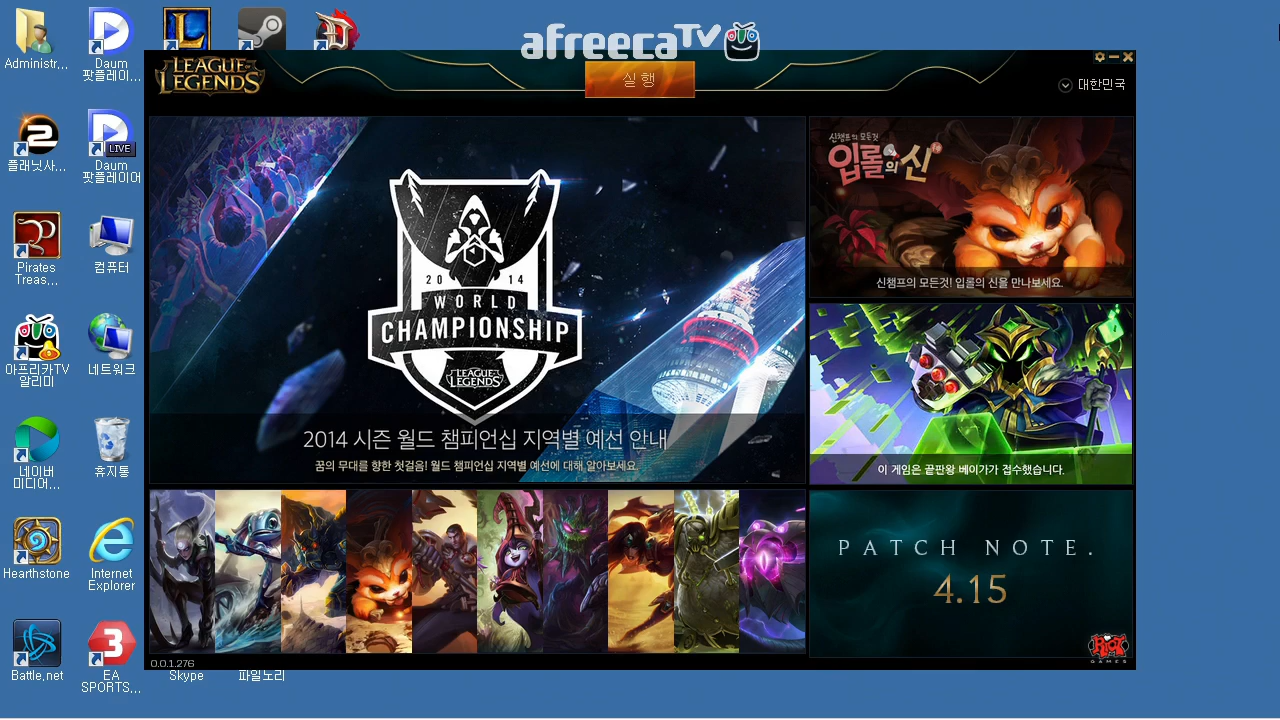 afreecaTV
Administr...
Daum
팟플레이...
플래닛사...
LIVE
Daum
팟플레이어
Pirates
Treas...
컴퓨터
아프리카TV
알리미
네트워크
네이버
미디어...
휴지통
Hearthstone
Internet
Explorer
Battle.net
EA
SPORTS...
Skype
파일노리
LEAGUE OF
LEGENDS
실행
대한민국
2014
WORLD
CHAMPIONSHIP
LEAGUE OF
LEGENDS
2014 시즌 월드 챔피언십 지역별 예선 안내
꿈의 무대를 향한 첫걸음! 월드 챔피언십 지역별 예선에 대해 알아보세요.
신챔프의 모든것
입롤의 신
신챔프의 모든것! 입롤의 신을 만나보세요.
이 게임은 끝판왕 베이가가 접수했습니다.
PATCH NOTE.
4.15
RIOT
GAMES
0.0.1.276